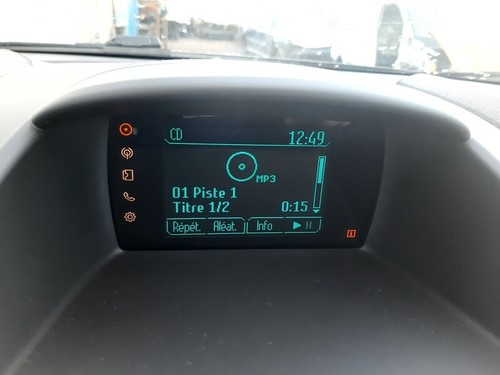 CD 12:49
MP3
01 Piste 1
Titre 1/2 0:15
Répét. Aléat. Info